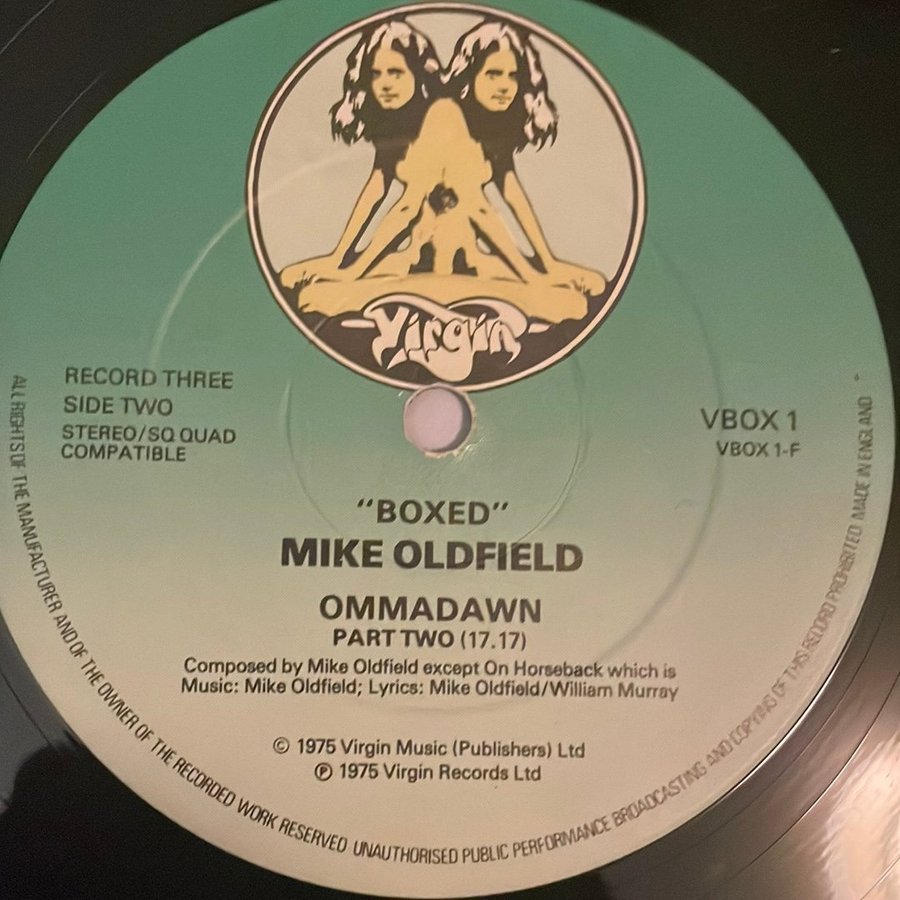 Virgin
RECORD THREE
SIDE TWO
STEREO/SQ QUAD
COMPATIBLE
VBOX 1
VBOX 1-F
"BOXED"
MIKE OLDFIELD
OMMADAWN
PART TWO (17.17)
Composed by Mike Oldfield except On Horseback which is
Music: Mike Oldfield; Lyrics: Mike Oldfield/William Murray
© 1975 Virgin Music (Publishers) Ltd
℗ 1975 Virgin Records Ltd
ALL RIGHTS OF THE MANUFACTURER AND OF THE OWNER OF THE RECORDED WORK RESERVED UNAUTHORISED PUBLIC PERFORMANCE BROADCASTING AND COPYING OF THIS RECORD PROHIBITED MADE IN ENGLAND